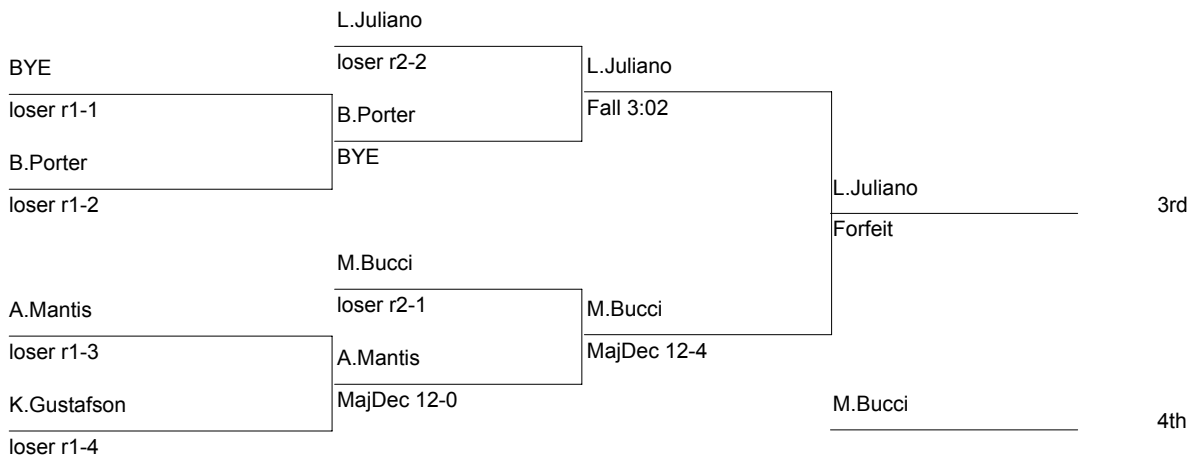 L.Juliano
loser r2-2
BYE
loser r1-1
B.Porter
BYE
B.Porter
loser r1-2
L.Juliano
Fall 3:02
M.Bucci
loser r2-1
A.Mantis
loser r1-3
A.Mantis
MajDec 12-0
K.Gustafson
loser r1-4
M.Bucci
MajDec 12-4
L.Juliano
Forfeit
3rd
M.Bucci
4th